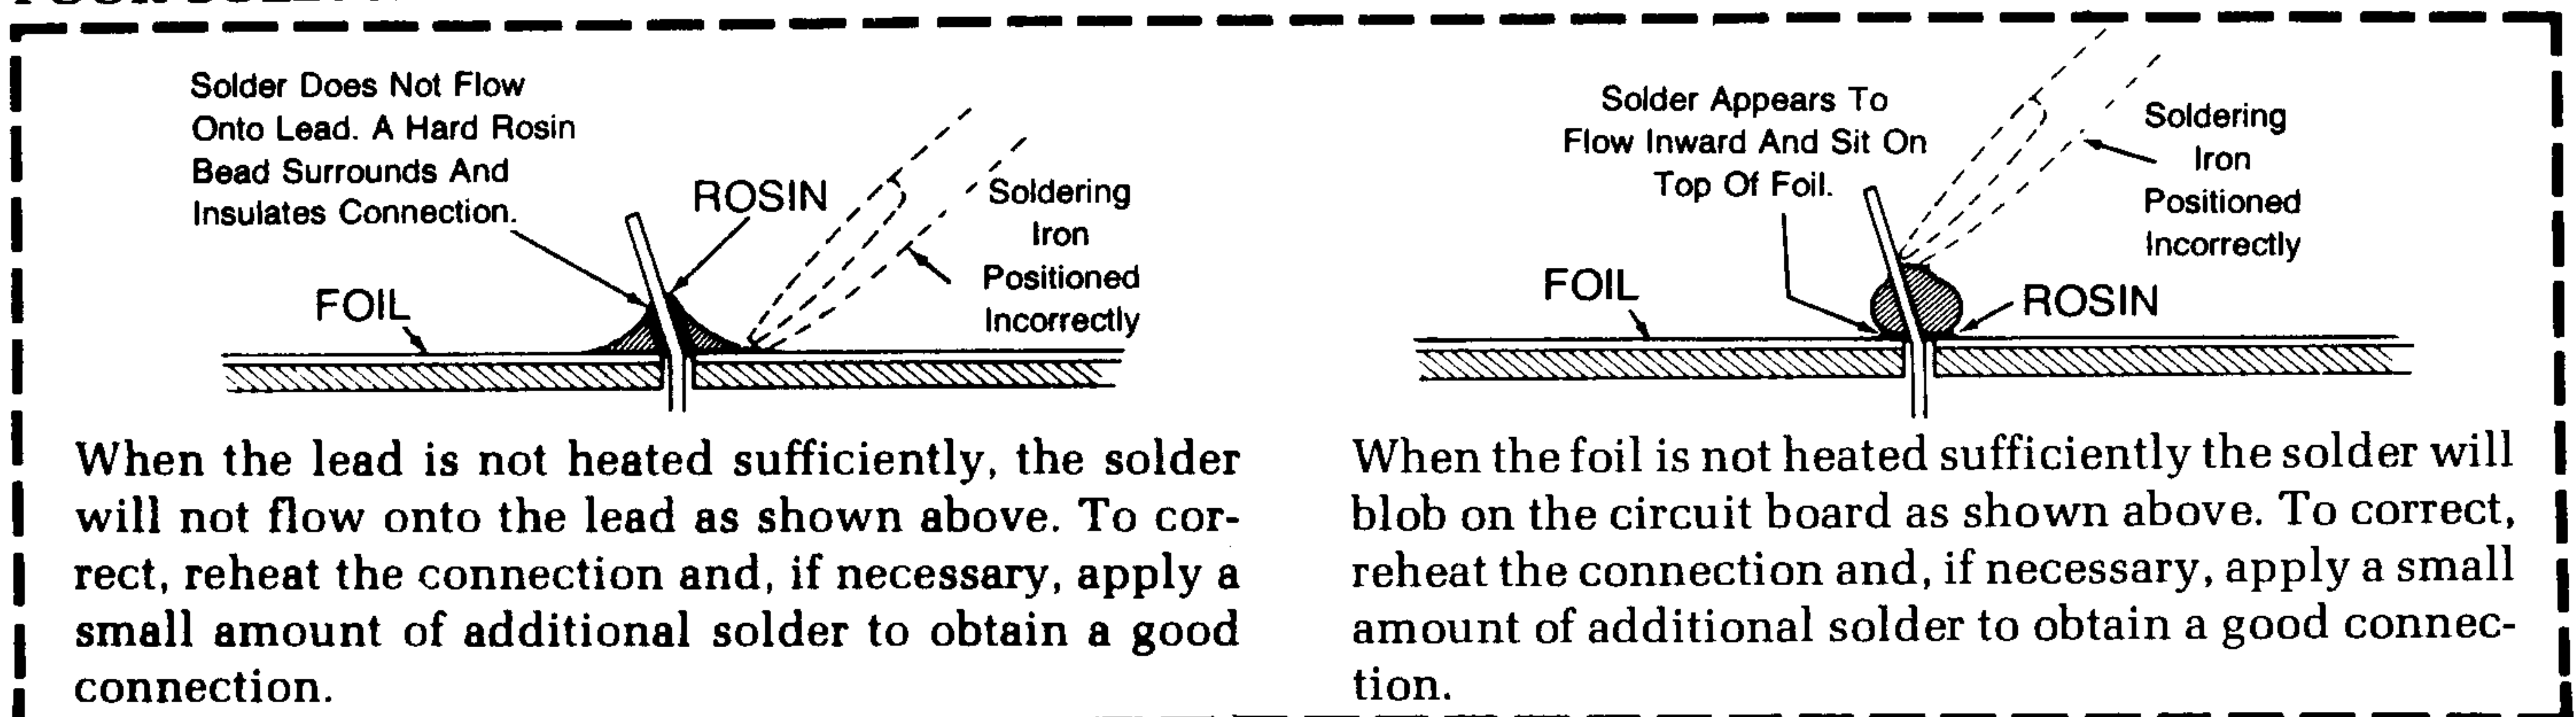 Solder Does Not Flow
Onto Lead. A Hard Rosin
Bead Surrounds And
Insulates Connection.
ROSIN
Soldering
Iron
Positioned
Incorrectly
FOIL
When the lead is not heated sufficiently, the solder
will not flow onto the lead as shown above. To cor-
rect, reheat the connection and, if necessary, apply a
small amount of additional solder to obtain a good
connection.
Solder Appears To
Flow Inward And Sit On
Top Of Foil.
Soldering
Iron
Positioned
Incorrectly
FOIL
ROSIN
When the foil is not heated sufficiently the solder will
blob on the circuit board as shown above. To correct,
reheat the connection and, if necessary, apply a small
amount of additional solder to obtain a good connec-
tion.